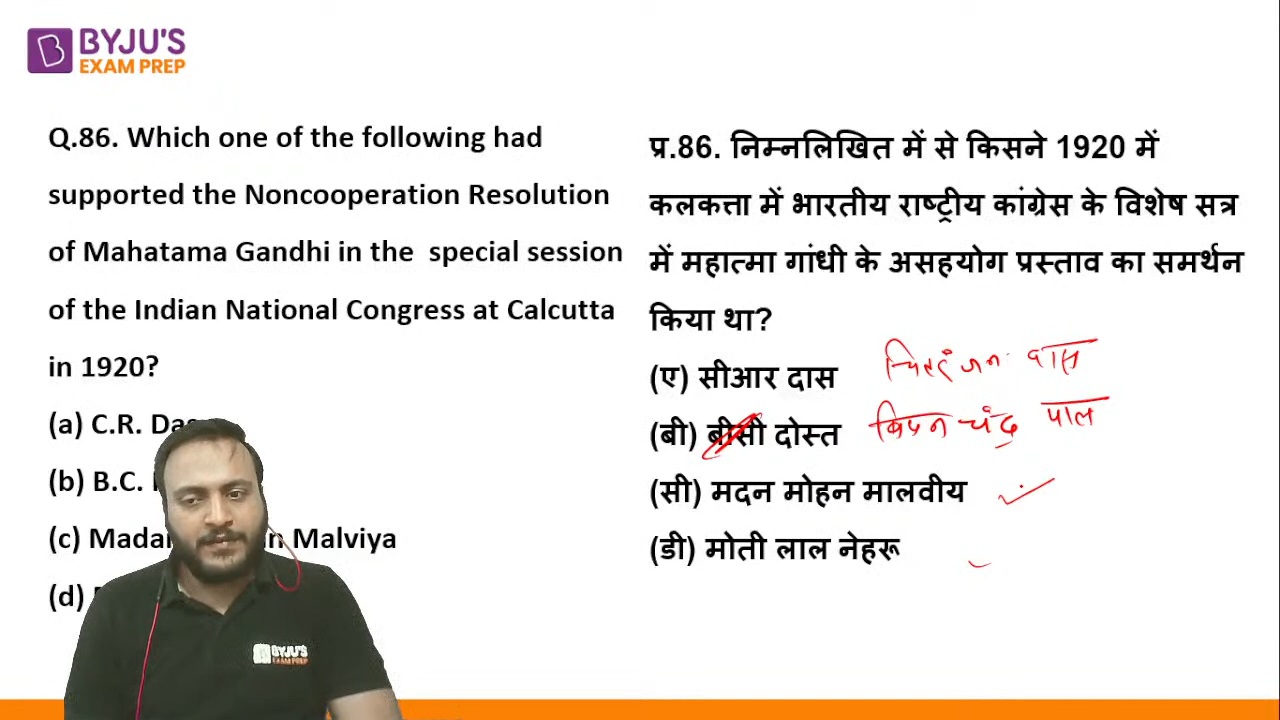 BYJU'S
EXAM PREP
Q.86. Which one of the following had
supported the Noncooperation Resolution
of Mahatama Gandhi in the special session
of the Indian National Congress at Calcutta
in 1920?
(a) C.R. Das
(b) B.C.
(c) Malviya
(d)
प्र.86. निम्नलिखित में से किसने 1920 में
कलकत्ता में भारतीय राष्ट्रीय कांग्रेस के विशेष सत्र
में महात्मा गांधी के असहयोग प्रस्ताव का समर्थन
किया था?
(ए) सीआर दास चितरंजन दास
(बी) बीसी दोस्त बिपन चंद्र पाल
(सी) मदन मोहन मालवीय
(डी) मोती लाल नेहरू
BYJU'S
EXAM PREP